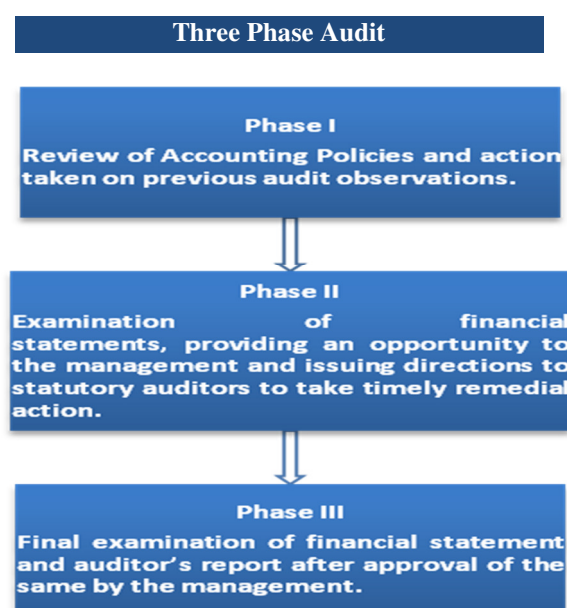 Three Phase Audit
Phase I
Review of Accounting Policies and action
taken on previous audit observations.
Phase II
Examination of financial
statements, providing an opportunity to
the management and issuing directions to
statutory auditors to take timely remedial
action.
Phase III
Final examination of financial statement
and auditor's report after approval of the
same by the management.